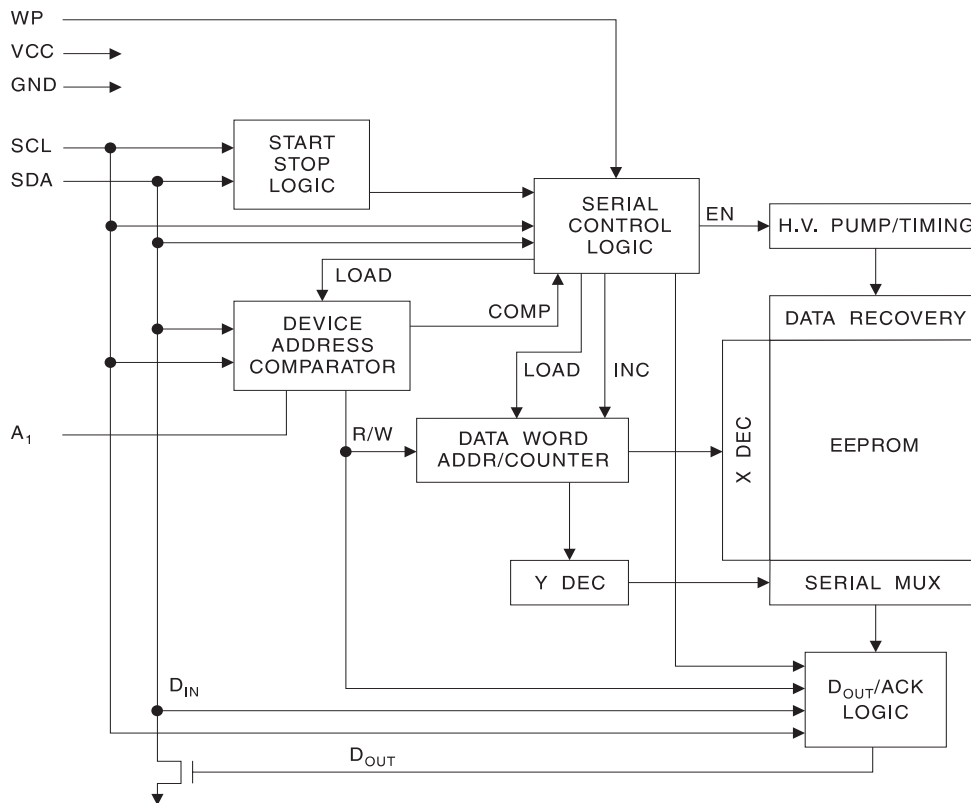 WP
VCC
GND
SCL
SDA
START
STOP
LOGIC
SERIAL
CONTROL
LOGIC
EN
H.V. PUMP/TIMING
LOAD
COMP
DEVICE
ADDRESS
COMPARATOR
DATA RECOVERY
LOAD
INC
A1
R/W
DATA WORD
ADDR/COUNTER
X DEC
EEPROM
Y DEC
SERIAL MUX
DIN
DOUT/ACK
LOGIC
DOUT